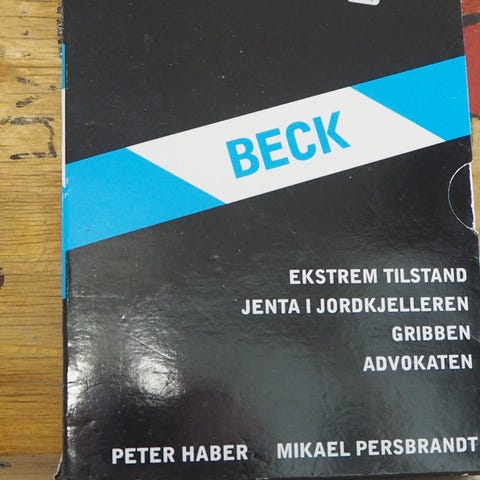 BECK
EKSTREM TILSTAND
JENTA I JORDKJELLEREN
GRIBBEN
ADVOKATEN
PETER HABER MIKAEL PERSBRANDT